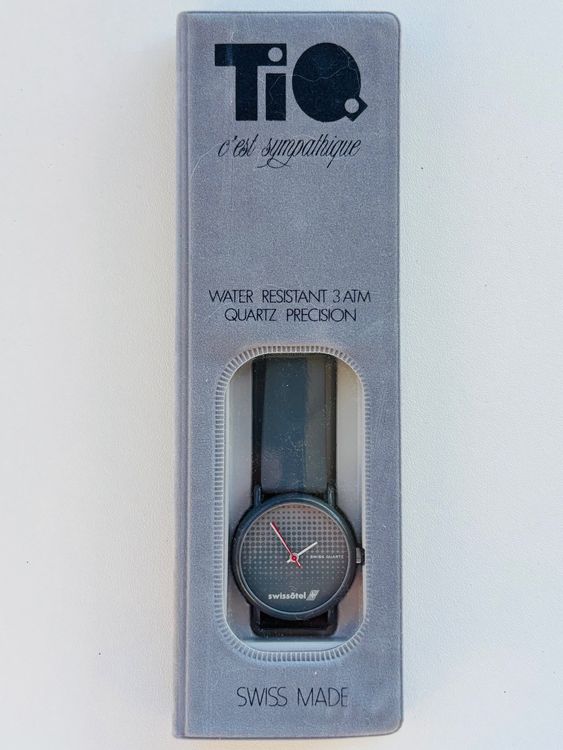 TiQ
c'est sympathique
WATER RESISTANT 3 ATM
QUARTZ PRECISION
SWISS QUARTZ
swissôtel
SWISS MADE